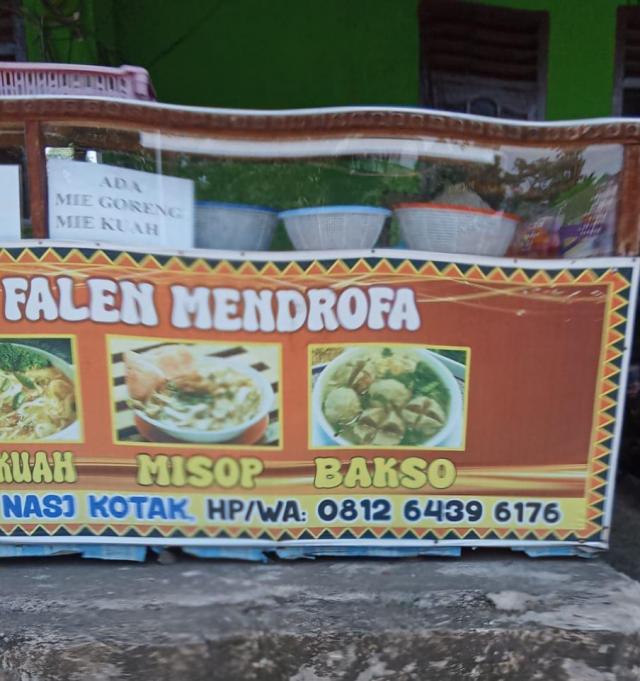 ADA
MIE GORENG
MIE KUAH
FALEN MENDROFA
KUAH MISOP BAKSO
NASI KOTAK, HP/WA: 0812 6439 6176